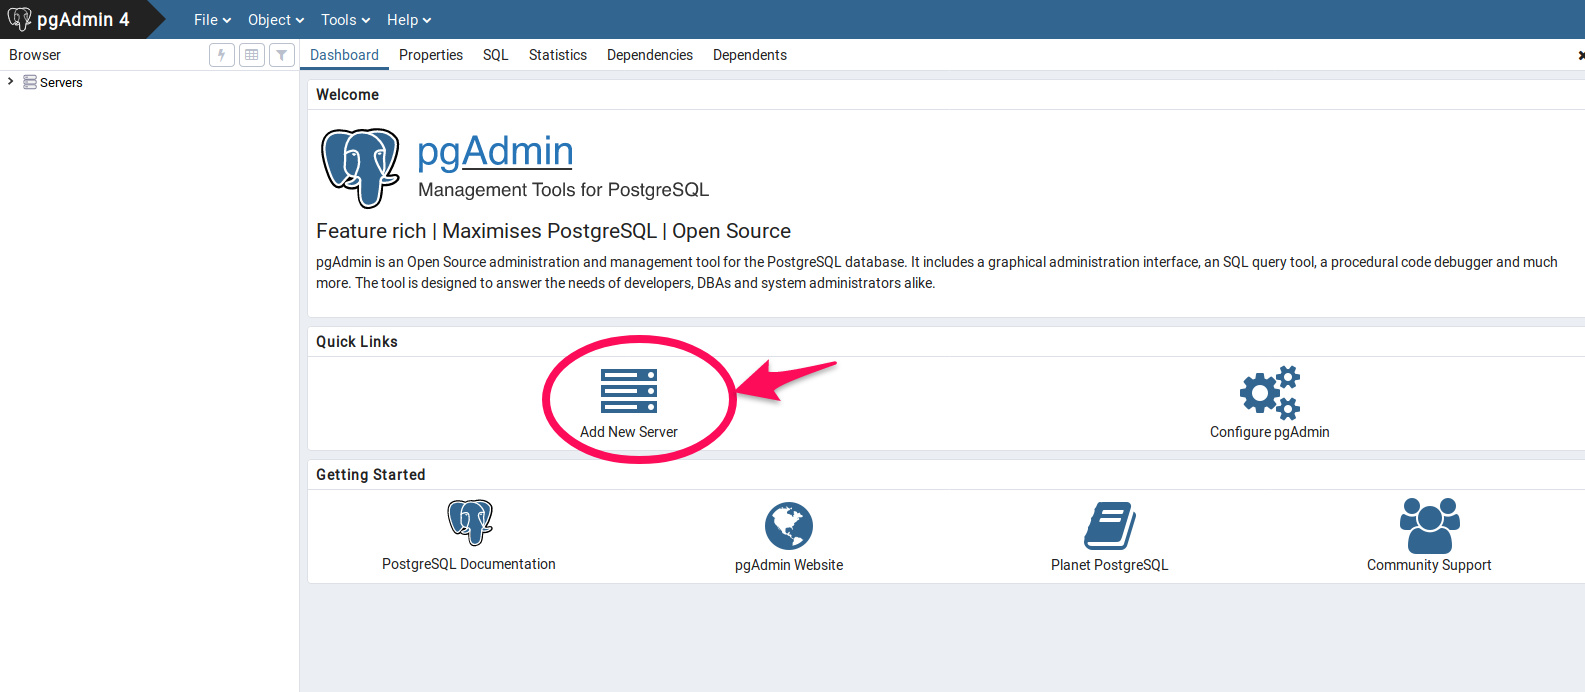 pgAdmin 4
File Object Tools Help
Browser
Dashboard Properties SQL Statistics Dependencies Dependents
Servers
Welcome
pgAdmin
Management Tools for PostgreSQL
Feature rich | Maximises PostgreSQL | Open Source
pgAdmin is an Open Source administration and management tool for the PostgreSQL database. It includes a graphical administration interface, an SQL query tool, a procedural code debugger and much
more. The tool is designed to answer the needs of developers, DBAs and system administrators alike.
Quick Links
Add New Server
Configure pgAdmin
Getting Started
PostgreSQL Documentation
pgAdmin Website
Planet PostgreSQL
Community Support